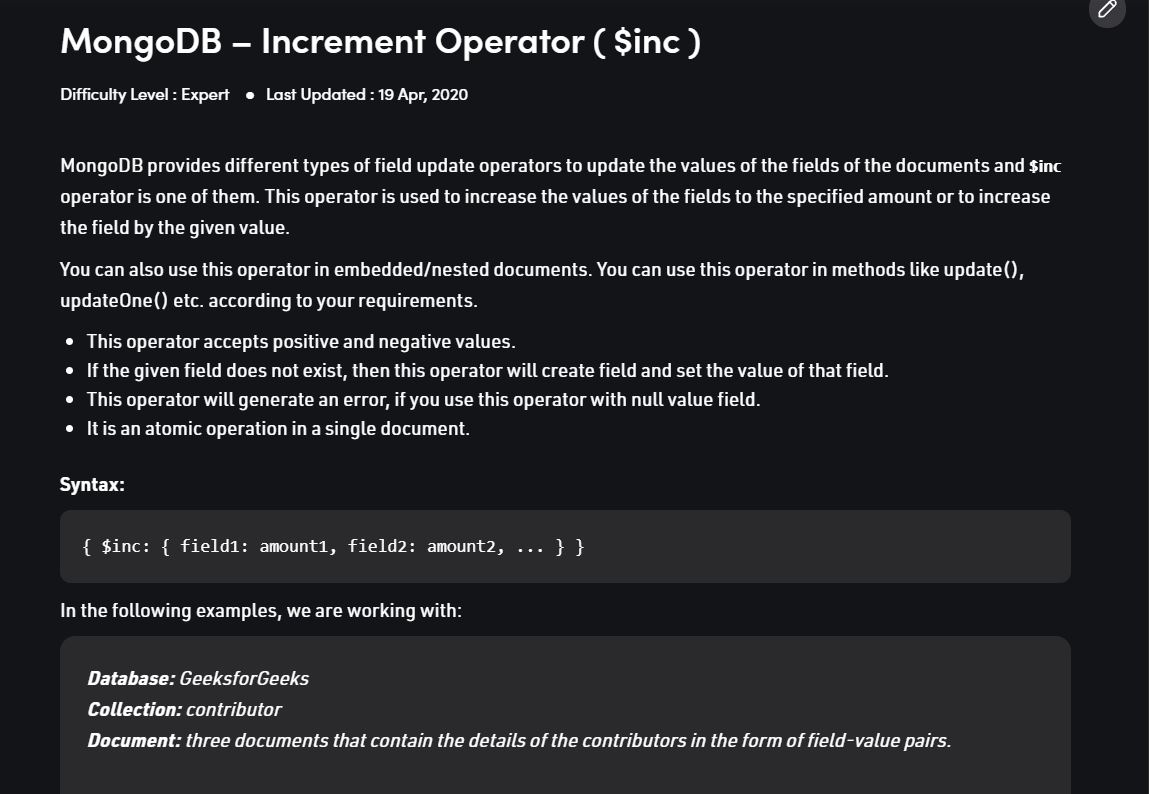 MongoDB – Increment Operator ( $inc )
Difficulty Level : Expert ● Last Updated : 19 Apr, 2020
MongoDB provides different types of field update operators to update the values of the fields of the documents and $inc
operator is one of them. This operator is used to increase the values of the fields to the specified amount or to increase
the field by the given value.
You can also use this operator in embedded/nested documents. You can use this operator in methods like update(),
updateOne() etc. according to your requirements.
• This operator accepts positive and negative values.
• If the given field does not exist, then this operator will create field and set the value of that field.
• This operator will generate an error, if you use this operator with null value field.
• It is an atomic operation in a single document.
Syntax:
{ $inc: { field1: amount1, field2: amount2, ... } }
In the following examples, we are working with:
Database: GeeksforGeeks
Collection: contributor
Document: three documents that contain the details of the contributors in the form of field-value pairs.